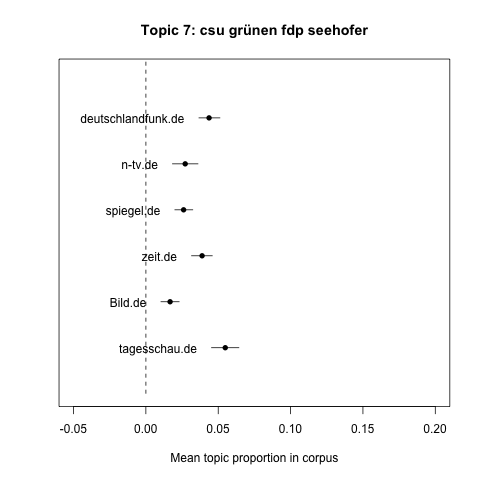 Topic 7: csu grünen fdp seehofer
deutschlandfunk.de
n-tv.de
spiegel.de
zeit.de
Bild.de
tagesschau.de
-0.05 0.00 0.05 0.10 0.15 0.20
Mean topic proportion in corpus